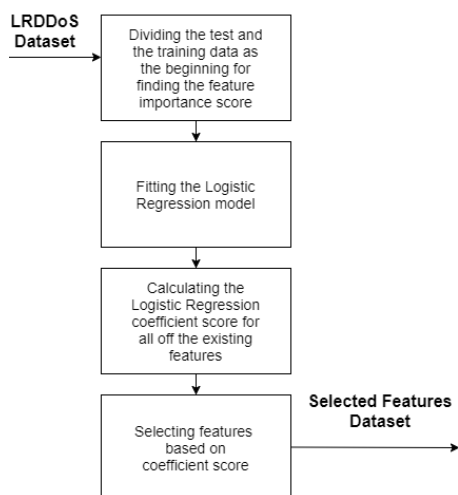 LRDDoS
Dataset
Dividing the test and
the training data as
the beginning for
finding the feature
importance score
Fitting the Logistic
Regression model
Calculating the
Logistic Regression
coefficient score for
all off the existing
features
Selecting features
based on
coefficient score
Selected Features
Dataset